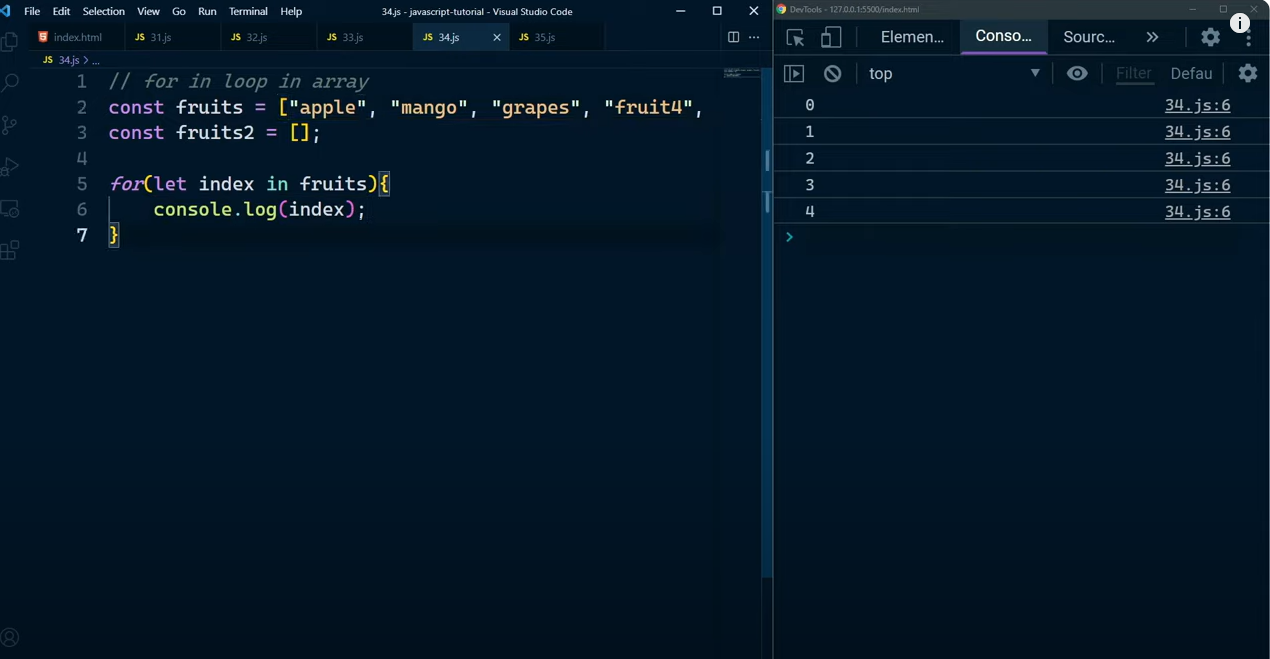 File Edit Selection View Go Run Terminal Help 34.js - javascript-tutorial - Visual Studio Code
index.html JS 31.js JS 32.js JS 33.js JS 34.js JS 35.js
JS 34.js > ...
1 // for in loop in array
2 const fruits = ["apple", "mango", "grapes", "fruit4",
3 const fruits2 = [];
4
5 for(let index in fruits){
6 console.log(index);
7 }
DevTools - 127.0.0.1:5500/index.html
Elemen... Conso... Sourc...
top Filter Defau
0 34.js:6
1 34.js:6
2 34.js:6
3 34.js:6
4 34.js:6